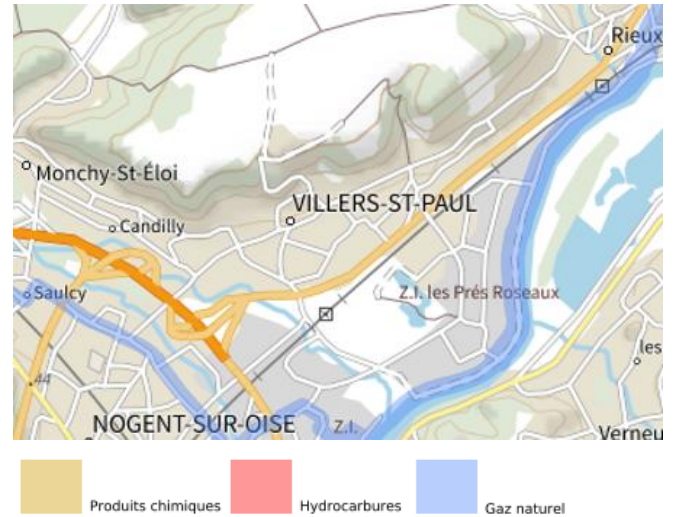 Rieux
Monchy-St-Éloi
VILLERS-ST-PAUL
Candilly
Saulcy
Z.I. les Prés Roseaux
les
44
NOGENT-SUR-OISE
Z.I.
Verneu
Produits chimiques
Hydrocarbures
Gaz naturel